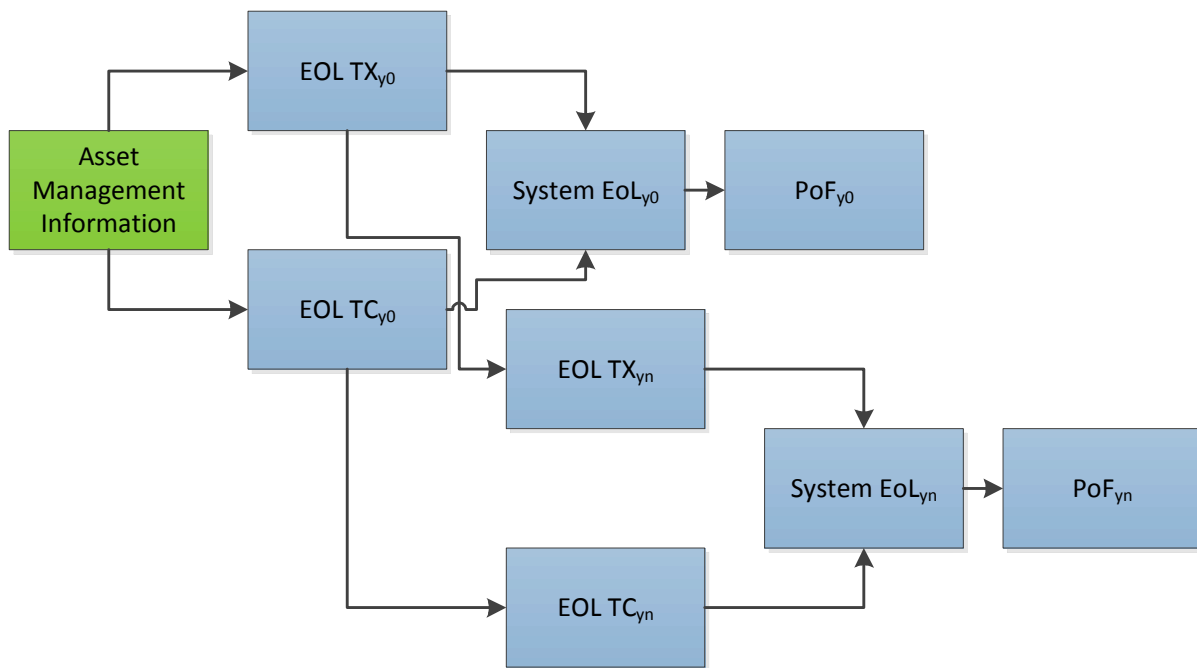 EOL TXy0
Asset
Management
Information
System EoLy0
PoFy0
EOL TCy0
EOL TXyn
System EoLyn
PoFyn
EOL TCyn